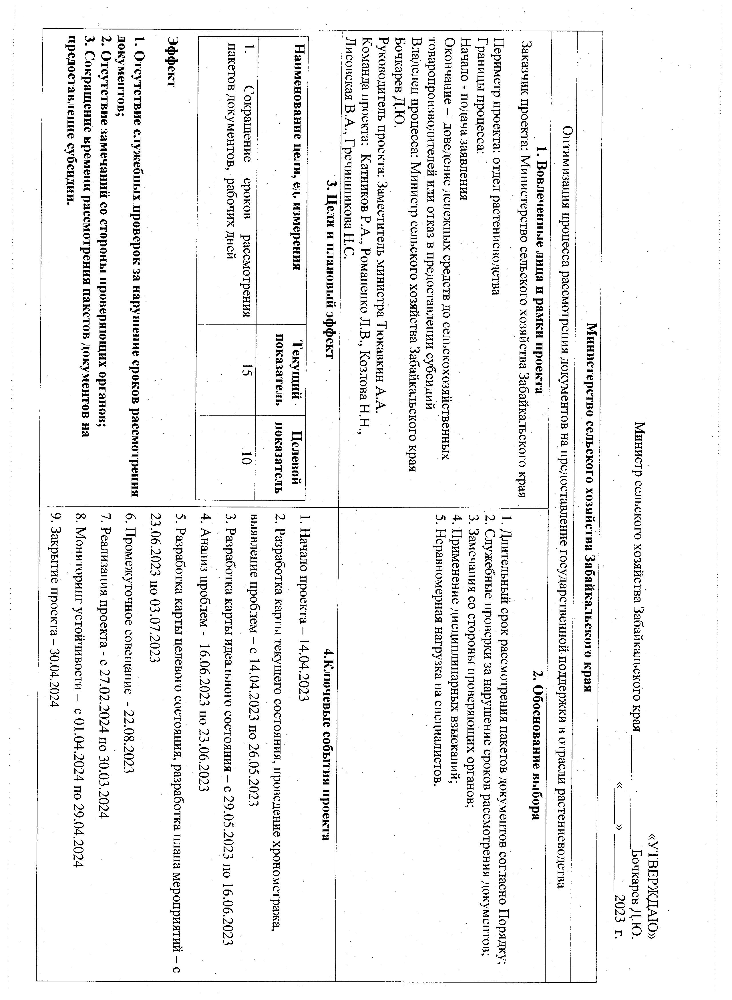 «УТВЕРЖДАЮ»
Министр сельского хозяйства Забайкальского края ________________Бочкарев Д.Ю.
«_____» ________ 2023 г.
Министерство сельского хозяйства Забайкальского края
Оптимизация процесса рассмотрения документов на предоставление государственной поддержки в отрасли растениеводства
1. Вовлеченные лица и рамки проекта
Заказчик проекта: Министерство сельского хозяйства Забайкальского края
Периметр проекта: отдел растениеводства
Границы процесса:
Начало - подача заявления
Окончание – доведение денежных средств до сельскохозяйственных
товаропроизводителей или отказ в предоставлении субсидий
Владелец процесса: Министр сельского хозяйства Забайкальского края
Бочкарев Д.Ю.
Руководитель проекта: Заместитель министра Тюкавкин А.А.
Команда проекта: Катников Р.А., Романенко Л.В., Козлова Н.Н.,
Лисовская В.А., Гречишникова Н.С.
2. Обоснование выбора
1. Длительный срок рассмотрения пакетов документов согласно Порядку;
2. Служебные проверки за нарушение сроков рассмотрения документов;
3. Замечания со стороны проверяющих органов;
4. Применение дисциплинарных взысканий;
5. Неравномерная нагрузка на специалистов.
3. Цели и плановый эффект
Наименование цели, ед. измерения
Текущий
показатель
Целевой
показатель
1. Сокращение сроков рассмотрения
пакетов документов, рабочих дней
15
10
Эффект
1. Отсутствие служебных проверок за нарушение сроков рассмотрения
документов;
2. Отсутствие замечаний со стороны проверяющих органов;
3. Сокращение времени рассмотрения пакетов документов на
предоставление субсидии.
4.Ключевые события проекта
1. Начало проекта – 14.04.2023
2. Разработка карты текущего состояния, проведение хронометража,
выявление проблем – с 14.04.2023 по 26.05.2023
3. Разработка карты идеального состояния – с 29.05.2023 по 16.06.2023
4. Анализ проблем - 16.06.2023 по 23.06.2023
5. Разработка карты целевого состояния, разработка плана мероприятий – с
23.06.2023 по 03.07.2023
6. Промежуточное совещание - 22.08.2023
7. Реализация проекта - с 27.02.2024 по 30.03.2024
8. Мониторинг устойчивости – с 01.04.2024 по 29.04.2024
9. Закрытие проекта – 30.04.2024